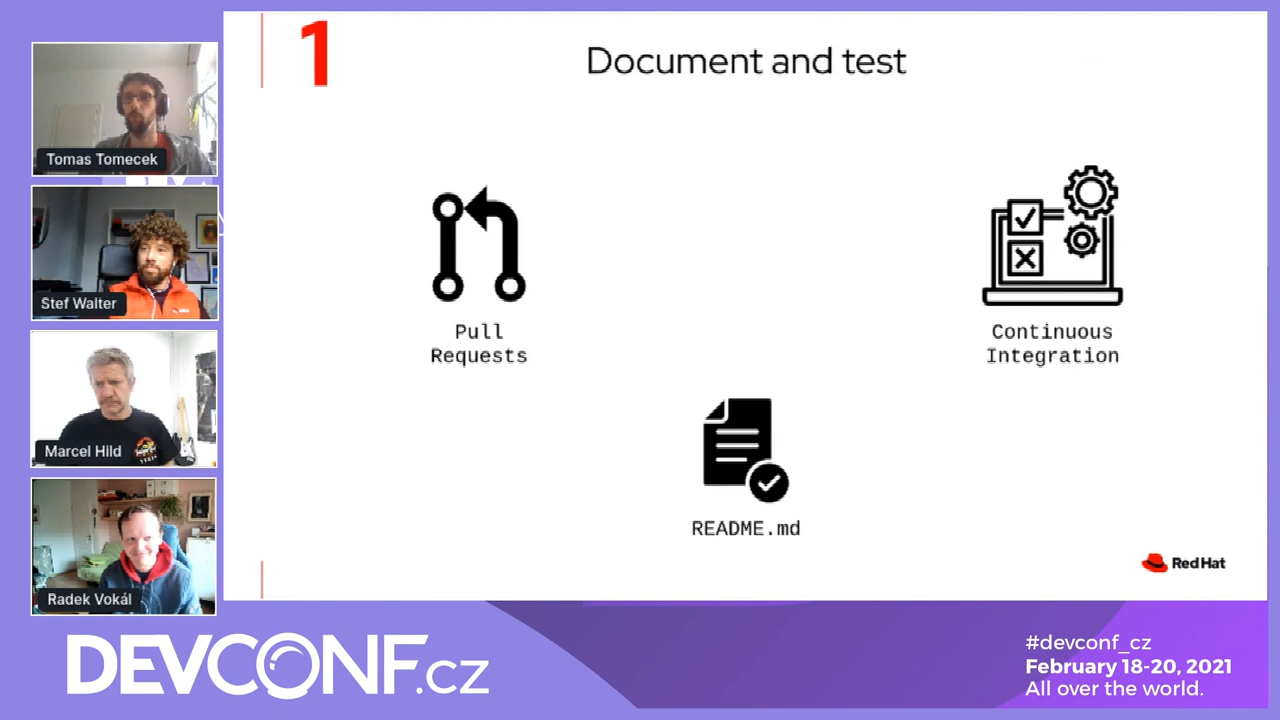 Tomas Tomecek
Stef Walter
Marcel Hild
Radek Vokál
1
Document and test
Pull
Requests
Continuous
Integration
README.md
Red Hat
DEVCONF.cz
#devconf_cz
February 18-20, 2021
All over the world.